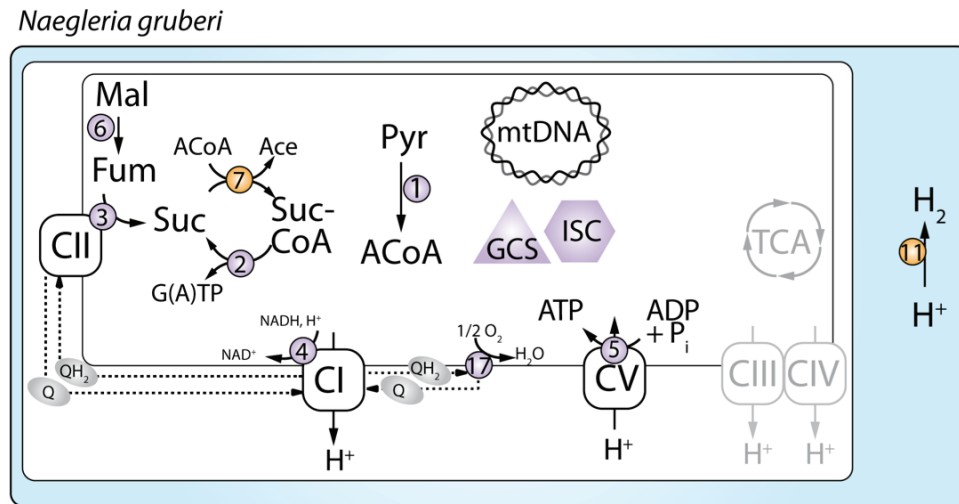 Naegleria gruberi
Mal
6
Fum
ACoA
Ace
7
3
CII
Suc
Suc-
CoA
2
G(A)TP
Pyr
1
ACoA
mtDNA
GCS
ISC
TCA
H2
11
H+
NADH, H+
NAD+
4
CI
H+
QH2
Q
1/2 O2
H2O
QH2
17
Q
ATP
ADP
+ Pi
5
CV
H+
CIII
CIV
H+
H+